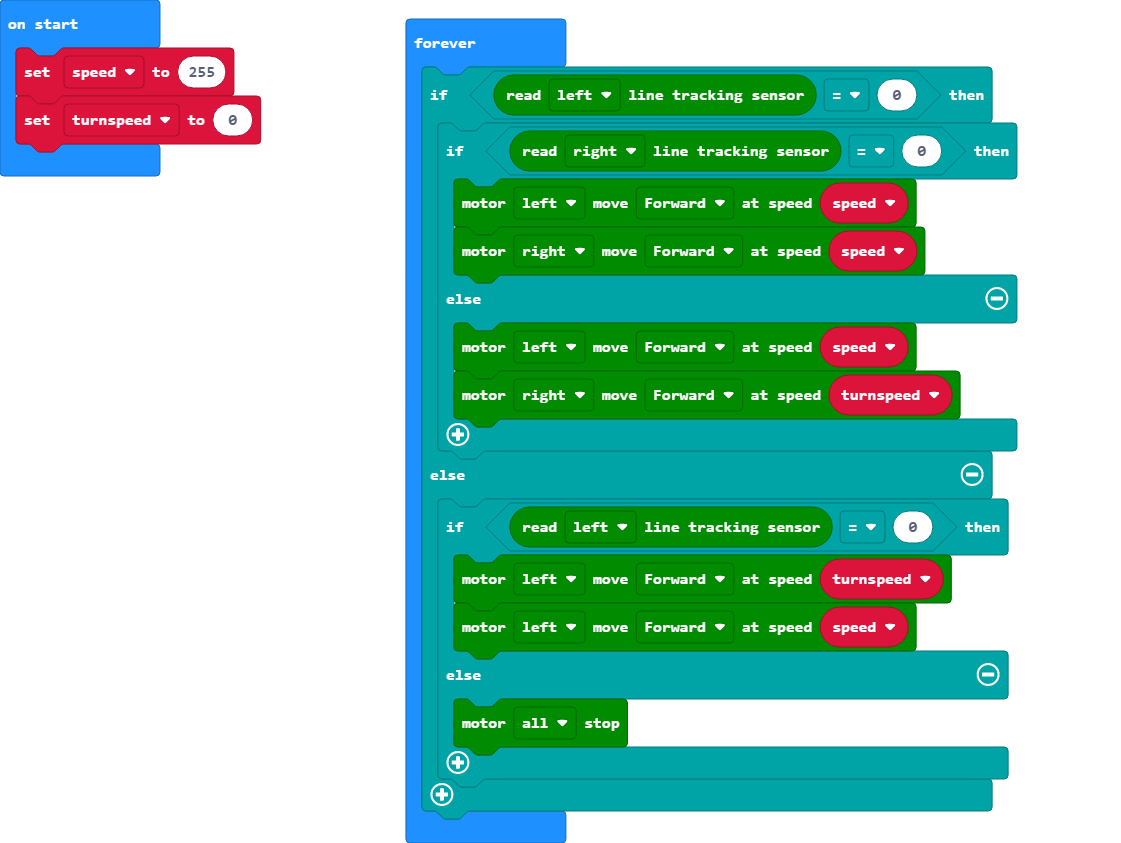 on start
set speed to 255
set turnspeed to 0
forever
if read left line tracking sensor = 0 then
if read right line tracking sensor = 0 then
motor left move Forward at speed speed
motor right move Forward at speed speed
else
motor left move Forward at speed speed
motor right move Forward at speed turnspeed
else
if read left line tracking sensor = 0 then
motor left move Forward at speed turnspeed
motor left move Forward at speed speed
else
motor all stop